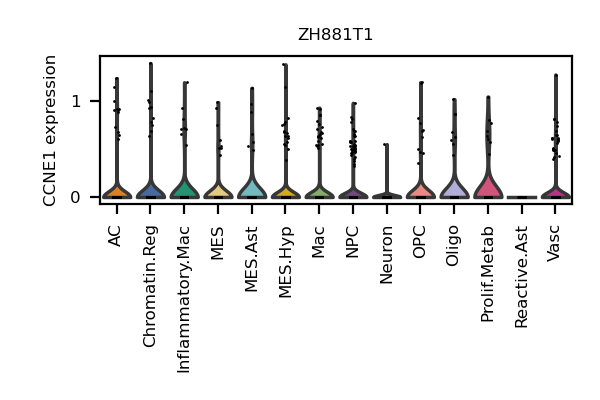 ZH881T1
CCNE1 expression
1
0
AC
Chromatin.Reg
Inflammatory.Mac
MES
MES.Ast
MES.Hyp
Mac
NPC
Neuron
OPC
Oligo
Prolif.Metab
Reactive.Ast
Vasc